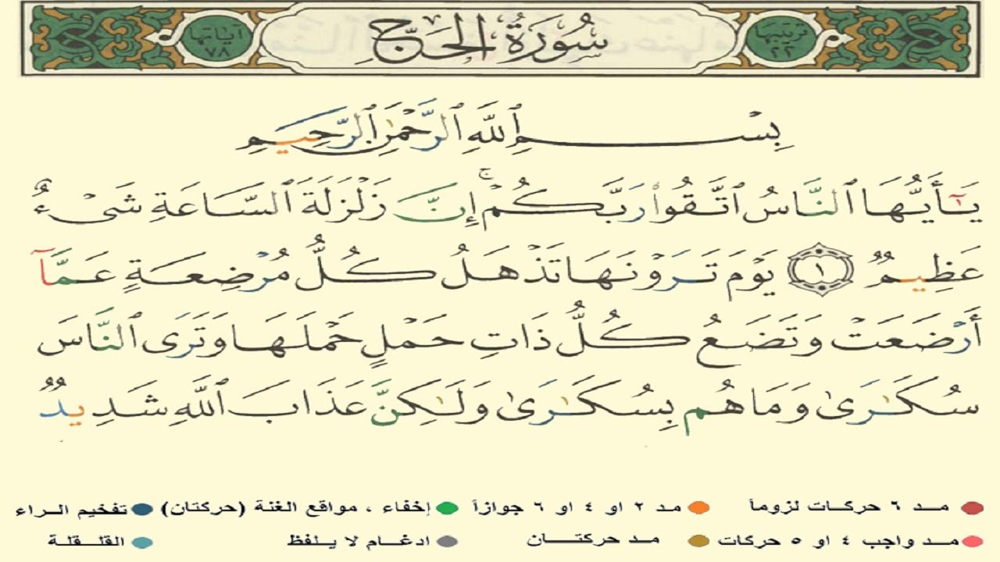 ترتيبها ٢٢ سُورَةُ الحَجِّ آياتها ٧٨
بِسْمِ ٱللَّهِ ٱلرَّحْمَٰنِ ٱلرَّحِيمِ
يَٰٓأَيُّهَا ٱلنَّاسُ ٱتَّقُوا۟ رَبَّكُمْ ۚ إِنَّ زَلْزَلَةَ ٱلسَّاعَةِ شَىْءٌ
عَظِيمٌ ١ يَوْمَ تَرَوْنَهَا تَذْهَلُ كُلُّ مُرْضِعَةٍ عَمَّآ
أَرْضَعَتْ وَتَضَعُ كُلُّ ذَاتِ حَمْلٍ حَمْلَهَا وَتَرَى ٱلنَّاسَ
سُكَٰرَىٰ وَمَا هُم بِسُكَٰرَىٰ وَلَٰكِنَّ عَذَابَ ٱللَّهِ شَدِيدٌ
مد ٦ حركات لزوماً مد ٢ او ٤ او ٦ جوازاً إخفاء ، مواقع الغنة (حركتان) تفخيم الراء
مد واجب ٤ او ٥ حركات مد حركتان ادغام لا يلفظ القلقلة